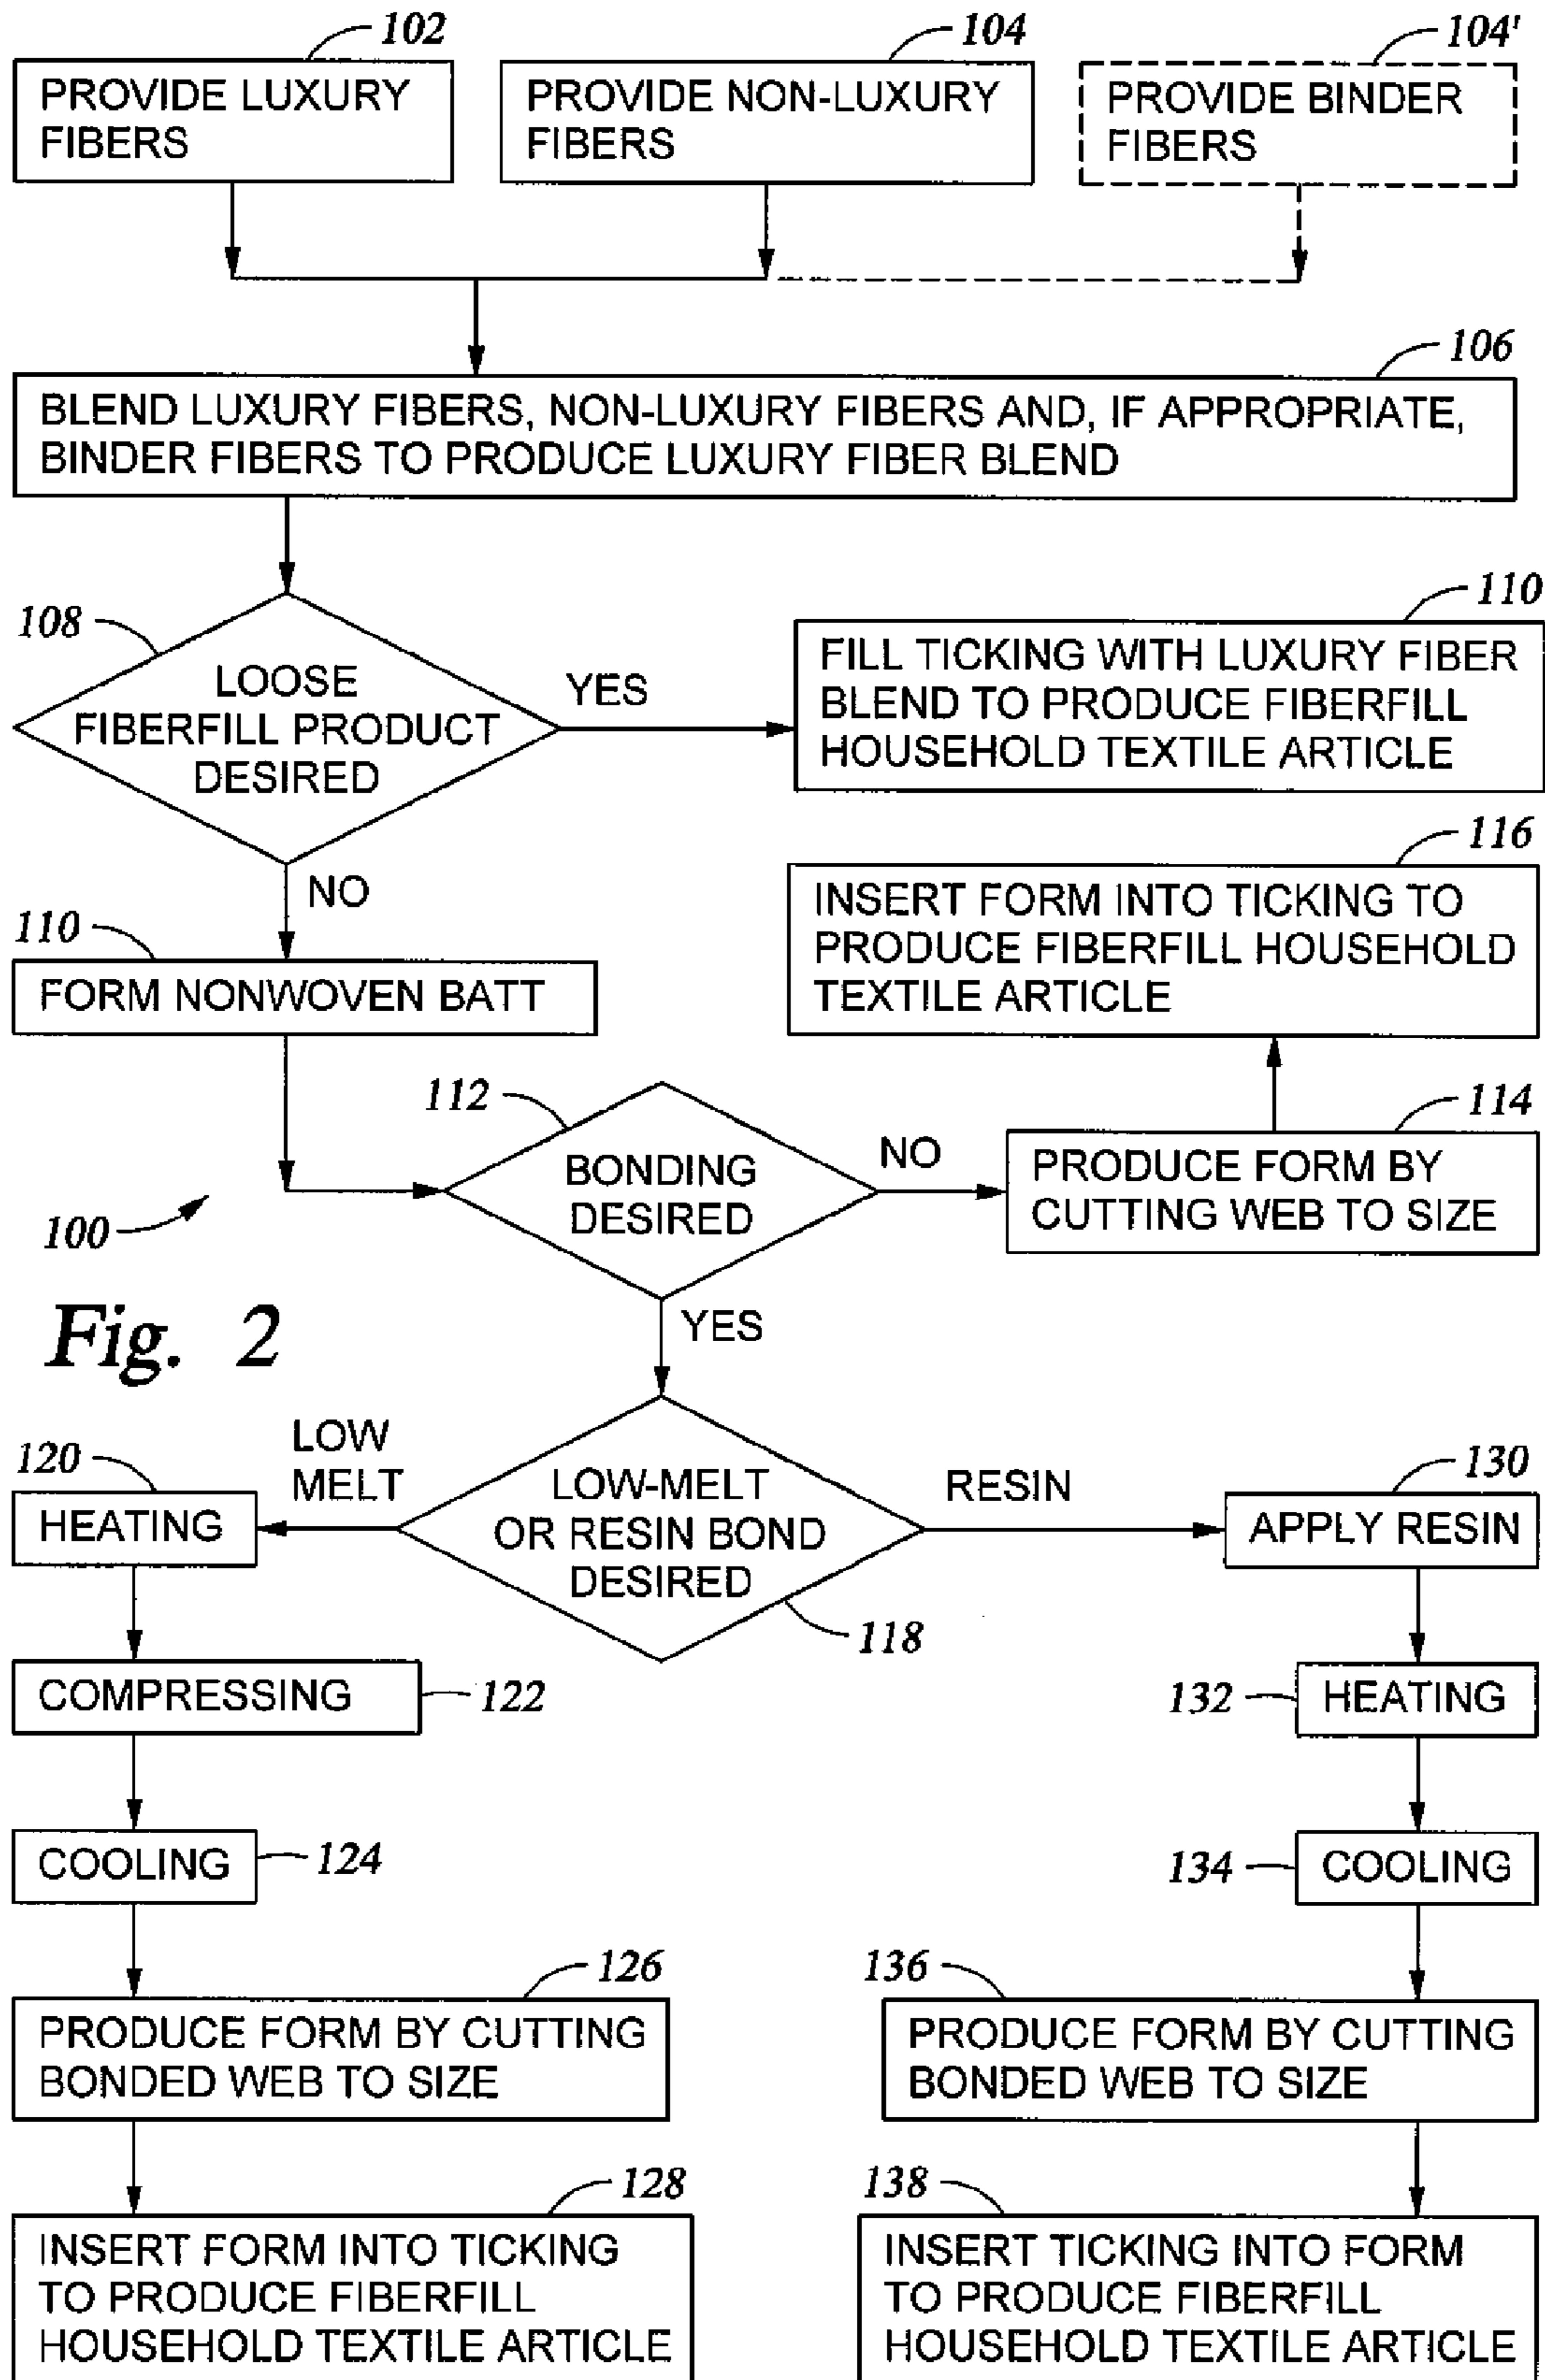 102
PROVIDE LUXURY
FIBERS
104
PROVIDE NON-LUXURY
FIBERS
104'
PROVIDE BINDER
FIBERS
106
BLEND LUXURY FIBERS, NON-LUXURY FIBERS AND, IF APPROPRIATE,
BINDER FIBERS TO PRODUCE LUXURY FIBER BLEND
108
LOOSE
FIBERFILL PRODUCT
DESIRED
YES
110
FILL TICKING WITH LUXURY FIBER
BLEND TO PRODUCE FIBERFILL
HOUSEHOLD TEXTILE ARTICLE
NO
110
FORM NONWOVEN BATT
116
INSERT FORM INTO TICKING TO
PRODUCE FIBERFILL HOUSEHOLD
TEXTILE ARTICLE
112
BONDING
DESIRED
NO
114
PRODUCE FORM BY
CUTTING WEB TO SIZE
100
Fig. 2
YES
LOW
MELT
LOW-MELT
OR RESIN BOND
DESIRED
118
RESIN
120
HEATING
130
APPLY RESIN
COMPRESSING
122
132
HEATING
COOLING
124
134
COOLING
126
PRODUCE FORM BY CUTTING
BONDED WEB TO SIZE
136
PRODUCE FORM BY CUTTING
BONDED WEB TO SIZE
128
INSERT FORM INTO TICKING
TO PRODUCE FIBERFILL
HOUSEHOLD TEXTILE ARTICLE
138
INSERT TICKING INTO FORM
TO PRODUCE FIBERFILL
HOUSEHOLD TEXTILE ARTICLE